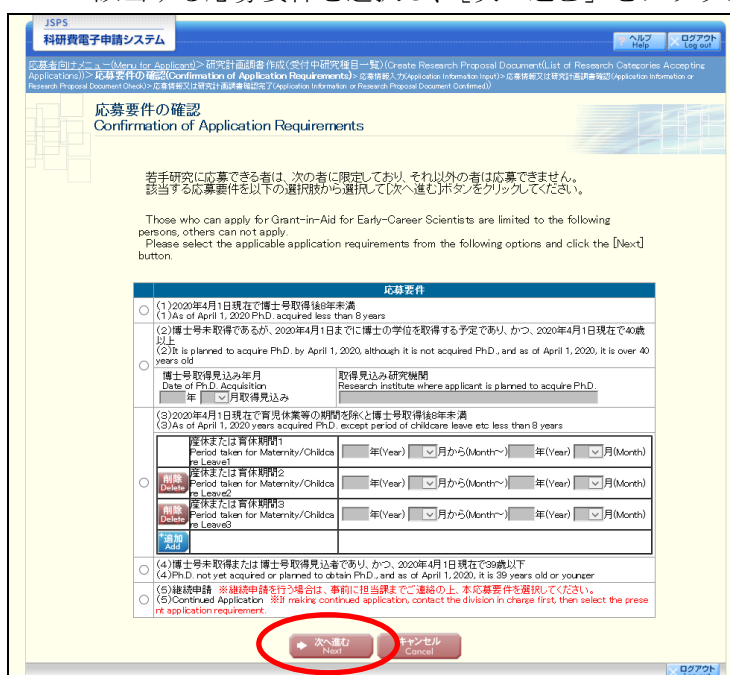 JSPS
科研費電子申請システム
ヘルプ
Help
ログアウト
Log out
応募者向けメニュー(Menu for Applicant)> 研究計画調書作成(受付中研究種目一覧)(Create Research Proposal Document(List of Research Categories Accepting
Applications))> 応募要件の確認(Confirmation of Application Requirements)> 応募情報入力(Application Information Input)> 応募情報又は研究計画調書確認(Application Information or
Research Proposal Document Check)> 応募情報又は研究計画調書確認完了(Application Information or Research Proposal Document Confirmed))
応募要件の確認
Confirmation of Application Requirements
若手研究に応募できる者は、次の者に限定しており、それ以外の者は応募できません。
該当する応募要件を以下の選択肢から選択して[次へ進む]ボタンをクリックしてください。
Those who can apply for Grant-in-Aid for Early-Career Scientists are limited to the following
persons, others can not apply.
Please select the applicable application requirements from the following options and click the [Next]
button.
応募要件
(1)2020年4月1日現在で博士号取得後8年未満
(1)As of April 1, 2020 Ph.D. acquired less than 8 years
(2)博士号未取得であるが、2020年4月1日までに博士の学位を取得する予定であり、かつ、2020年4月1日現在で40歳
以上
(2)It is planned to acquire Ph.D. by April 1, 2020, although it is not acquired Ph.D., and as of April 1, 2020, it is over 40
years old
博士号取得見込み年月
Date of Ph.D. Acquisition
年 月取得見込み
取得見込み研究機関
Research institute where applicant is planned to acquire Ph.D.
(3)2020年4月1日現在で育児休業等の期間を除くと博士号取得後8年未満
(3)As of April 1, 2020 years acquired Ph.D. except period of childcare leave etc less than 8 years
産休または育休期間1
Period taken for Maternity/Childca
re Leave1
年(Year) 月から(Month~) 年(Year) 月(Month)
削除
Delete
産休または育休期間2
Period taken for Maternity/Childca
re Leave2
年(Year) 月から(Month~) 年(Year) 月(Month)
削除
Delete
産休または育休期間3
Period taken for Maternity/Childca
re Leave3
年(Year) 月から(Month~) 年(Year) 月(Month)
+追加
Add
(4)博士号未取得または博士号取得見込者であり、かつ、2020年4月1日現在で39歳以下
(4)Ph.D. not yet acquired or planned to obtain Ph.D., and as of April 1, 2020, it is 39 years old or younger
(5)継続申請 ※継続申請を行う場合は、事前に担当課までご連絡の上、本応募要件を選択してください。
(5)Continued Application ※If making continued application, contact the division in charge first, then select the prese
nt application requirement.
次へ進む
Next
キャンセル
Cancel
ログアウト